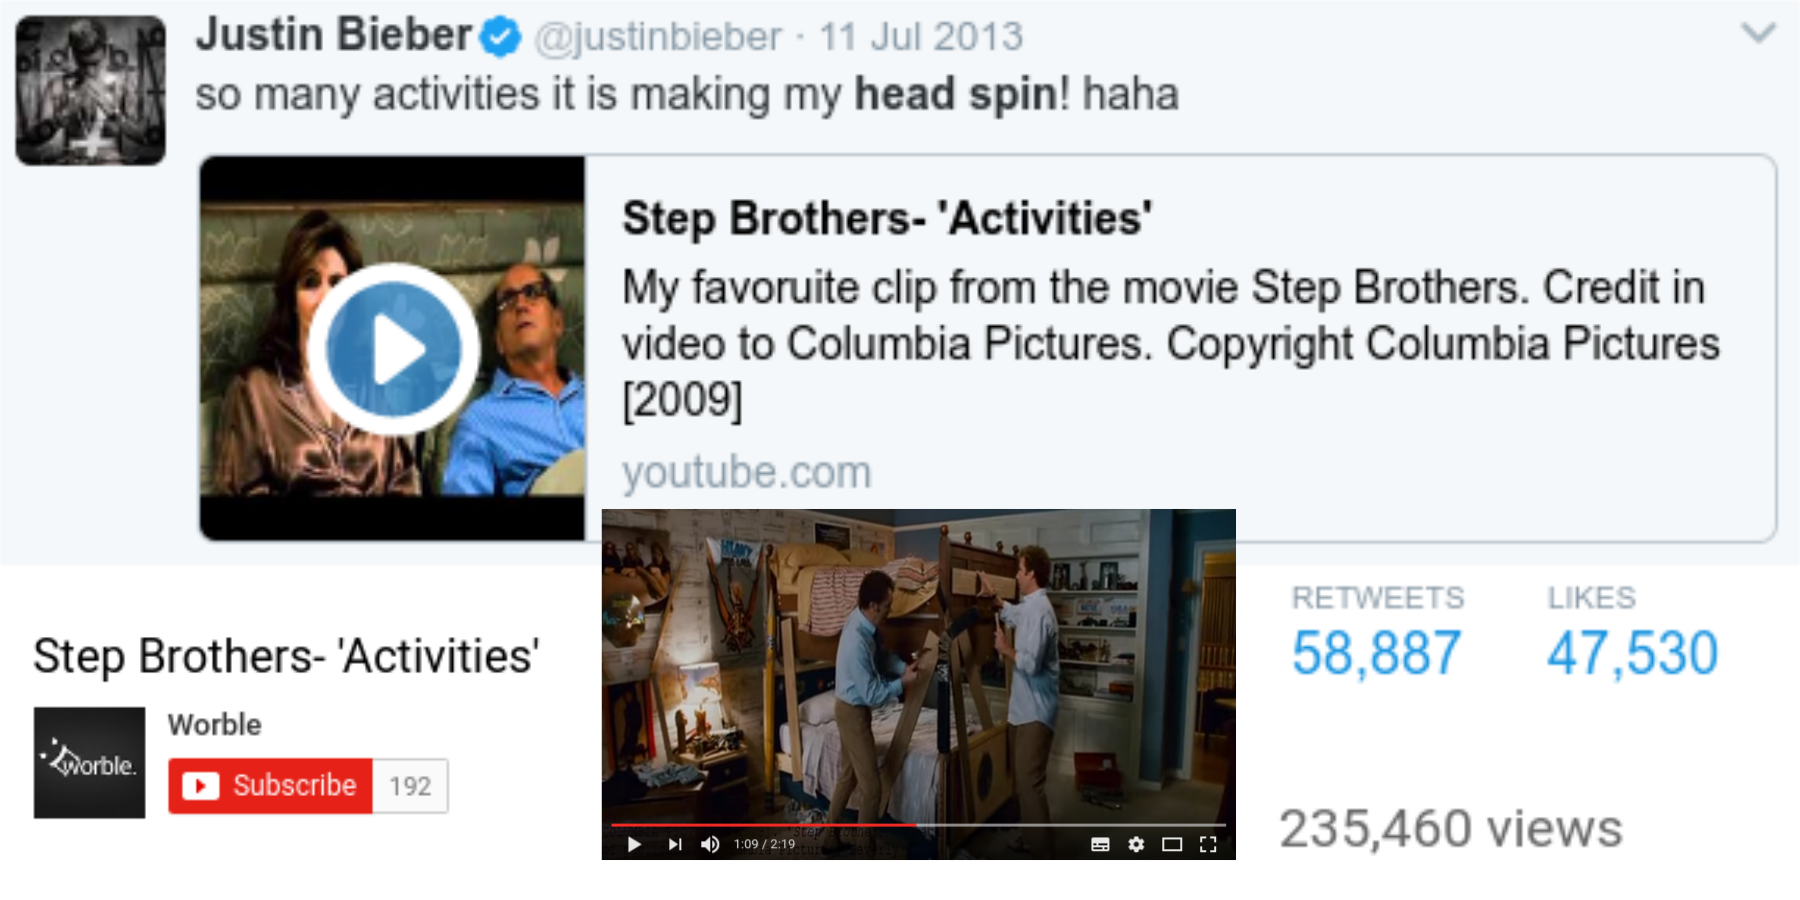 Justin Bieber @justinbieber · 11 Jul 2013
so many activities it is making my head spin! haha
Step Brothers- 'Activities'
My favoruite clip from the movie Step Brothers. Credit in
video to Columbia Pictures. Copyright Columbia Pictures
[2009]
youtube.com
RETWEETS LIKES
58,887 47,530
Step Brothers- 'Activities'
Worble
Worble.
Subscribe 192
1:09 / 2:19
235,460 views